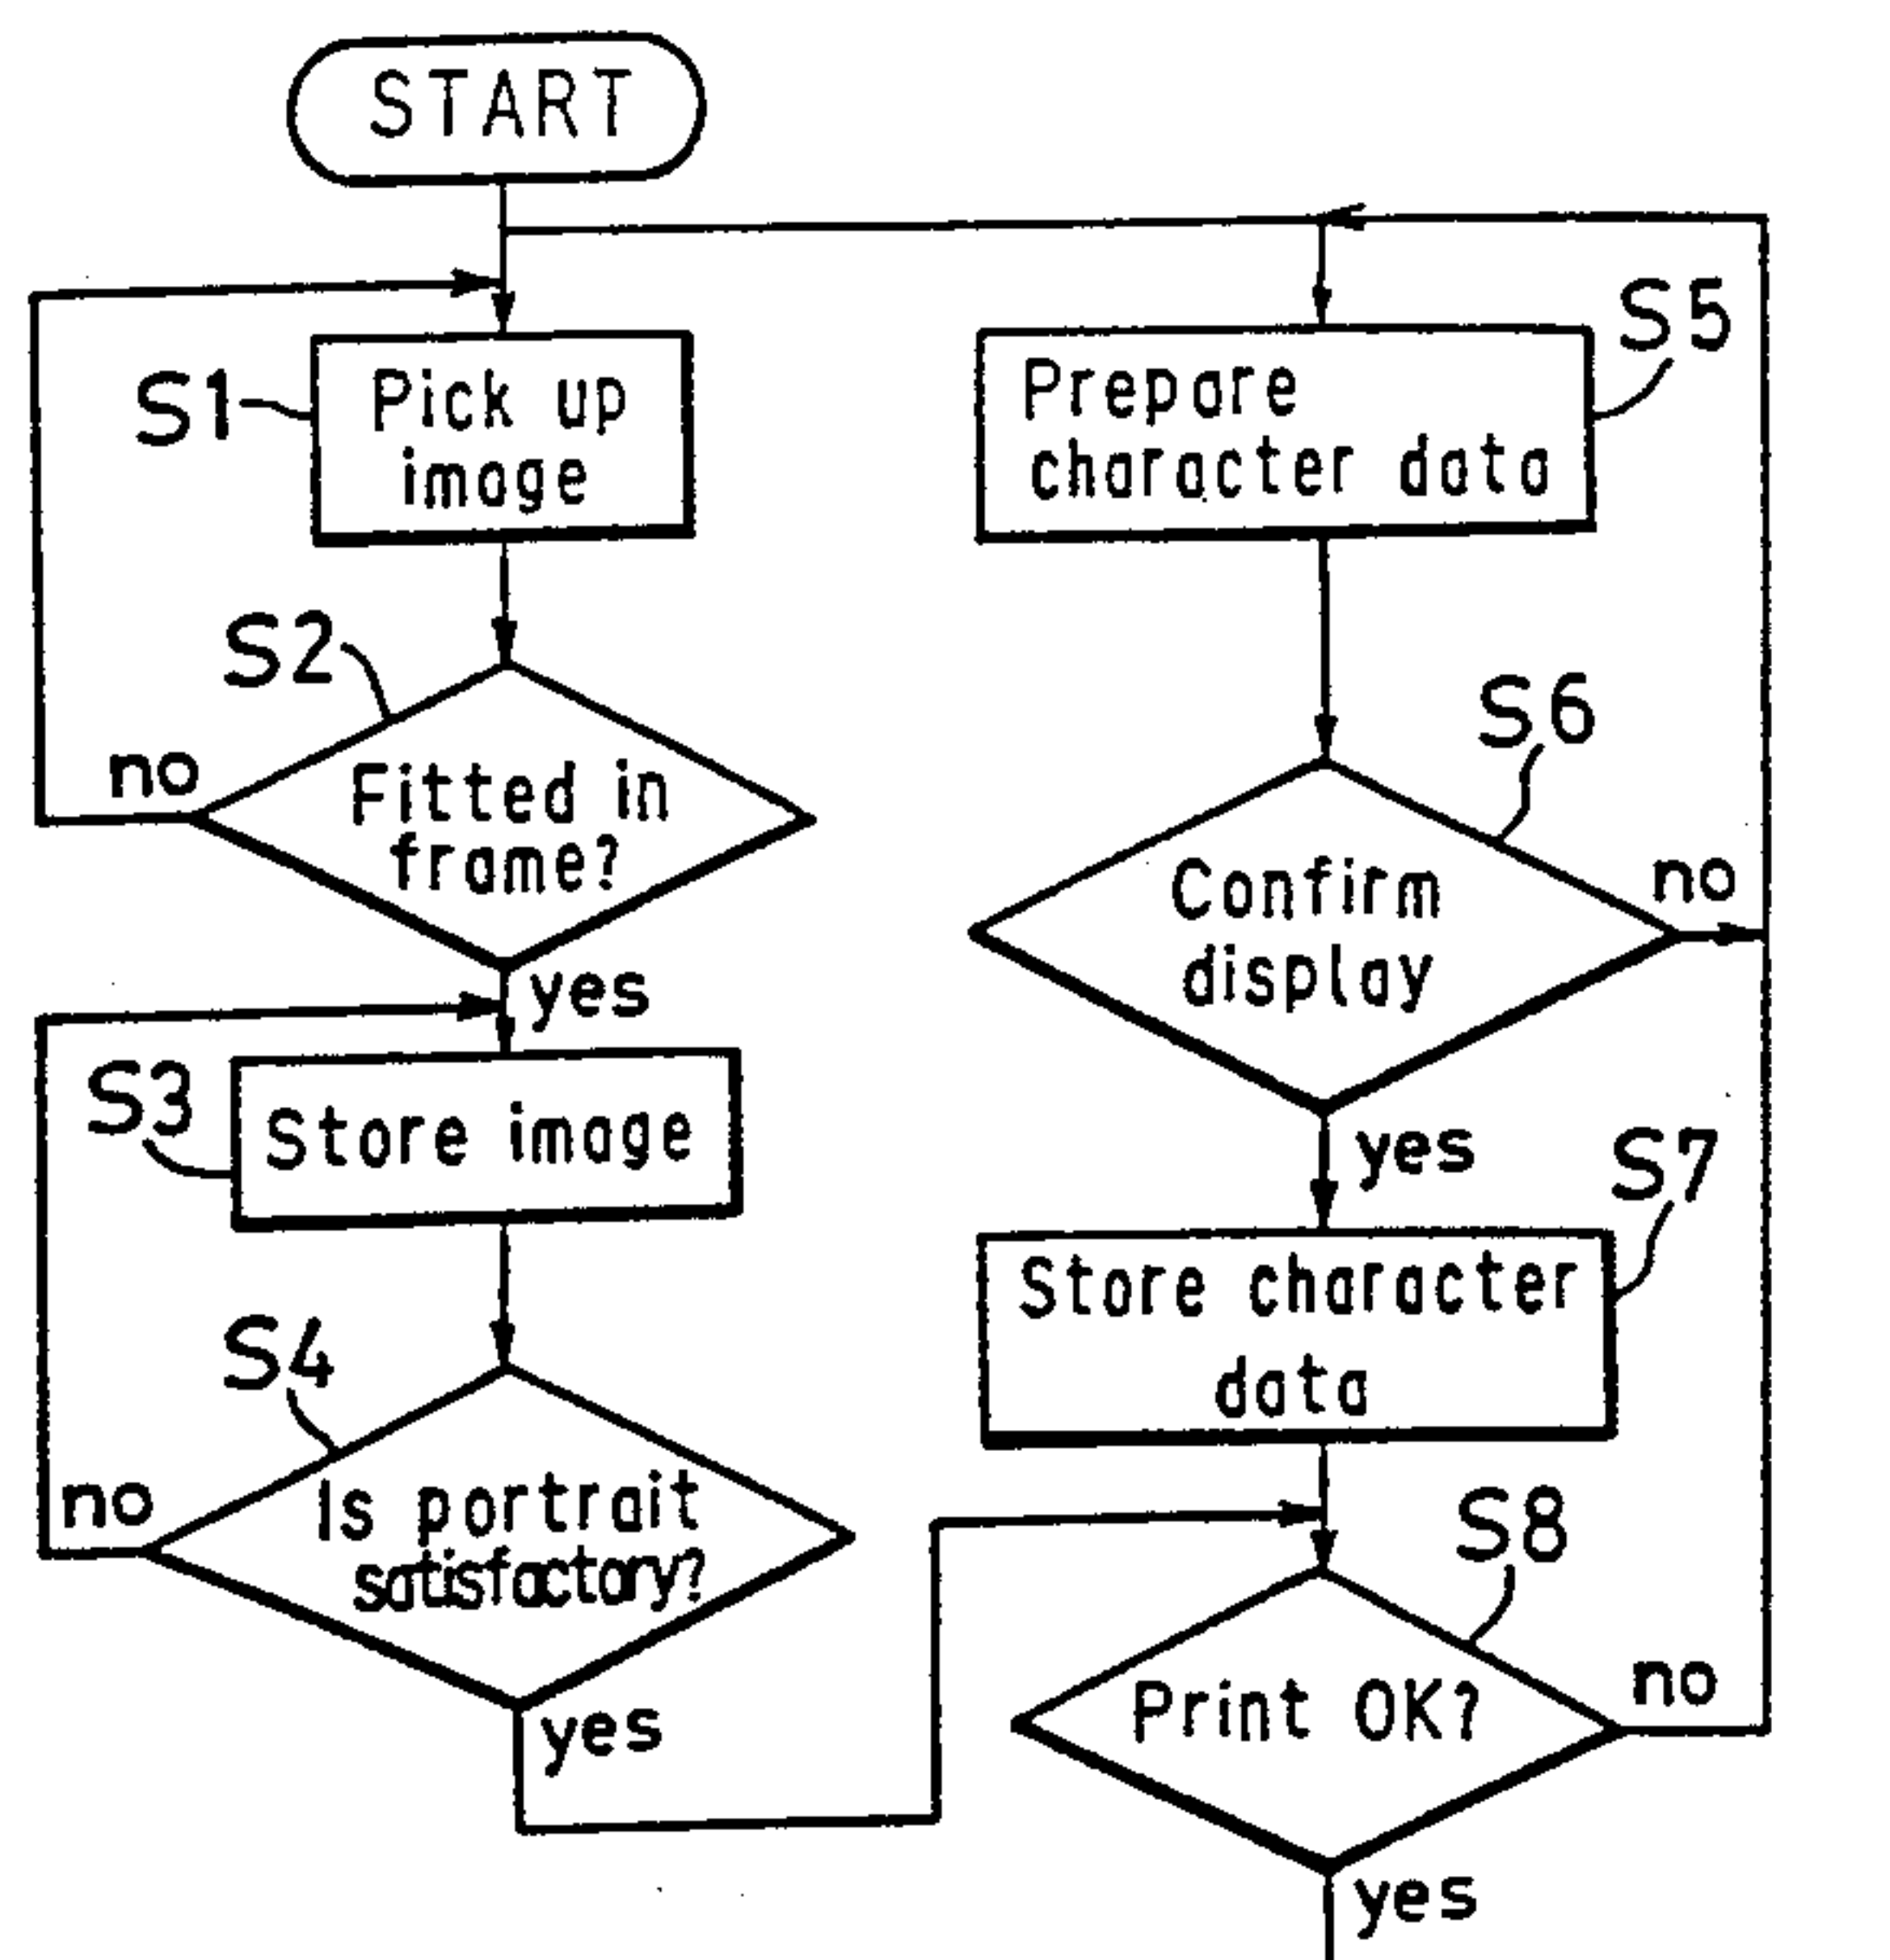 START
S1
Pick up
image
S2
no
Fitted in
frame?
yes
S3
Store image
S4
no
Is portrait
satisfactory?
yes
S5
Prepare
character data
S6
no
Confirm
display
yes
S7
Store character
data
S8
no
Print OK?
yes